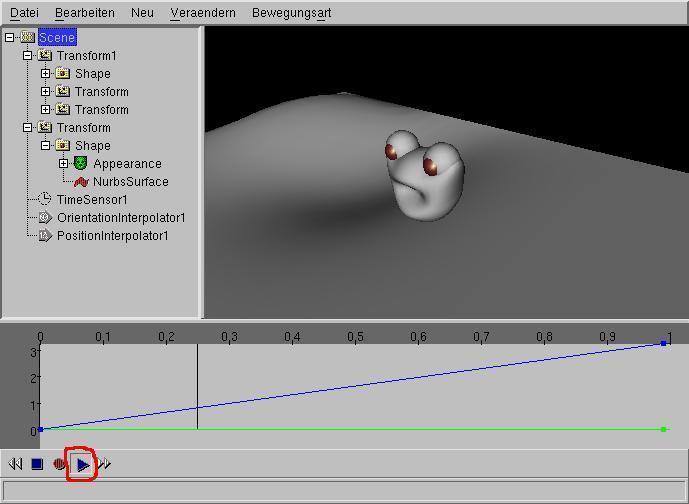 Datei Bearbeiten Neu Veraendern Bewegungsart
Scene
Transform1
Shape
Transform
Transform
Transform
Shape
Appearance
NurbsSurface
TimeSensor1
OrientationInterpolator1
PositionInterpolator1
0 0,1 0,2 0,3 0,4 0,5 0,6 0,7 0,8 0,9 1
3
2
1
0